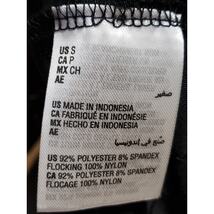 US S
CA P
MX CH
AE
صغير
US MADE IN INDONESIA
CA FABRIQUÉ EN INDONÉSIE
MX HECHO EN INDONESIA
AE
صنع في إندونيسيا
US 92% POLYESTER 8% SPANDEX
FLOCKING 100% NYLON
CA 92% POLYESTER 8% SPANDEX
FLOCAGE 100% NYLON